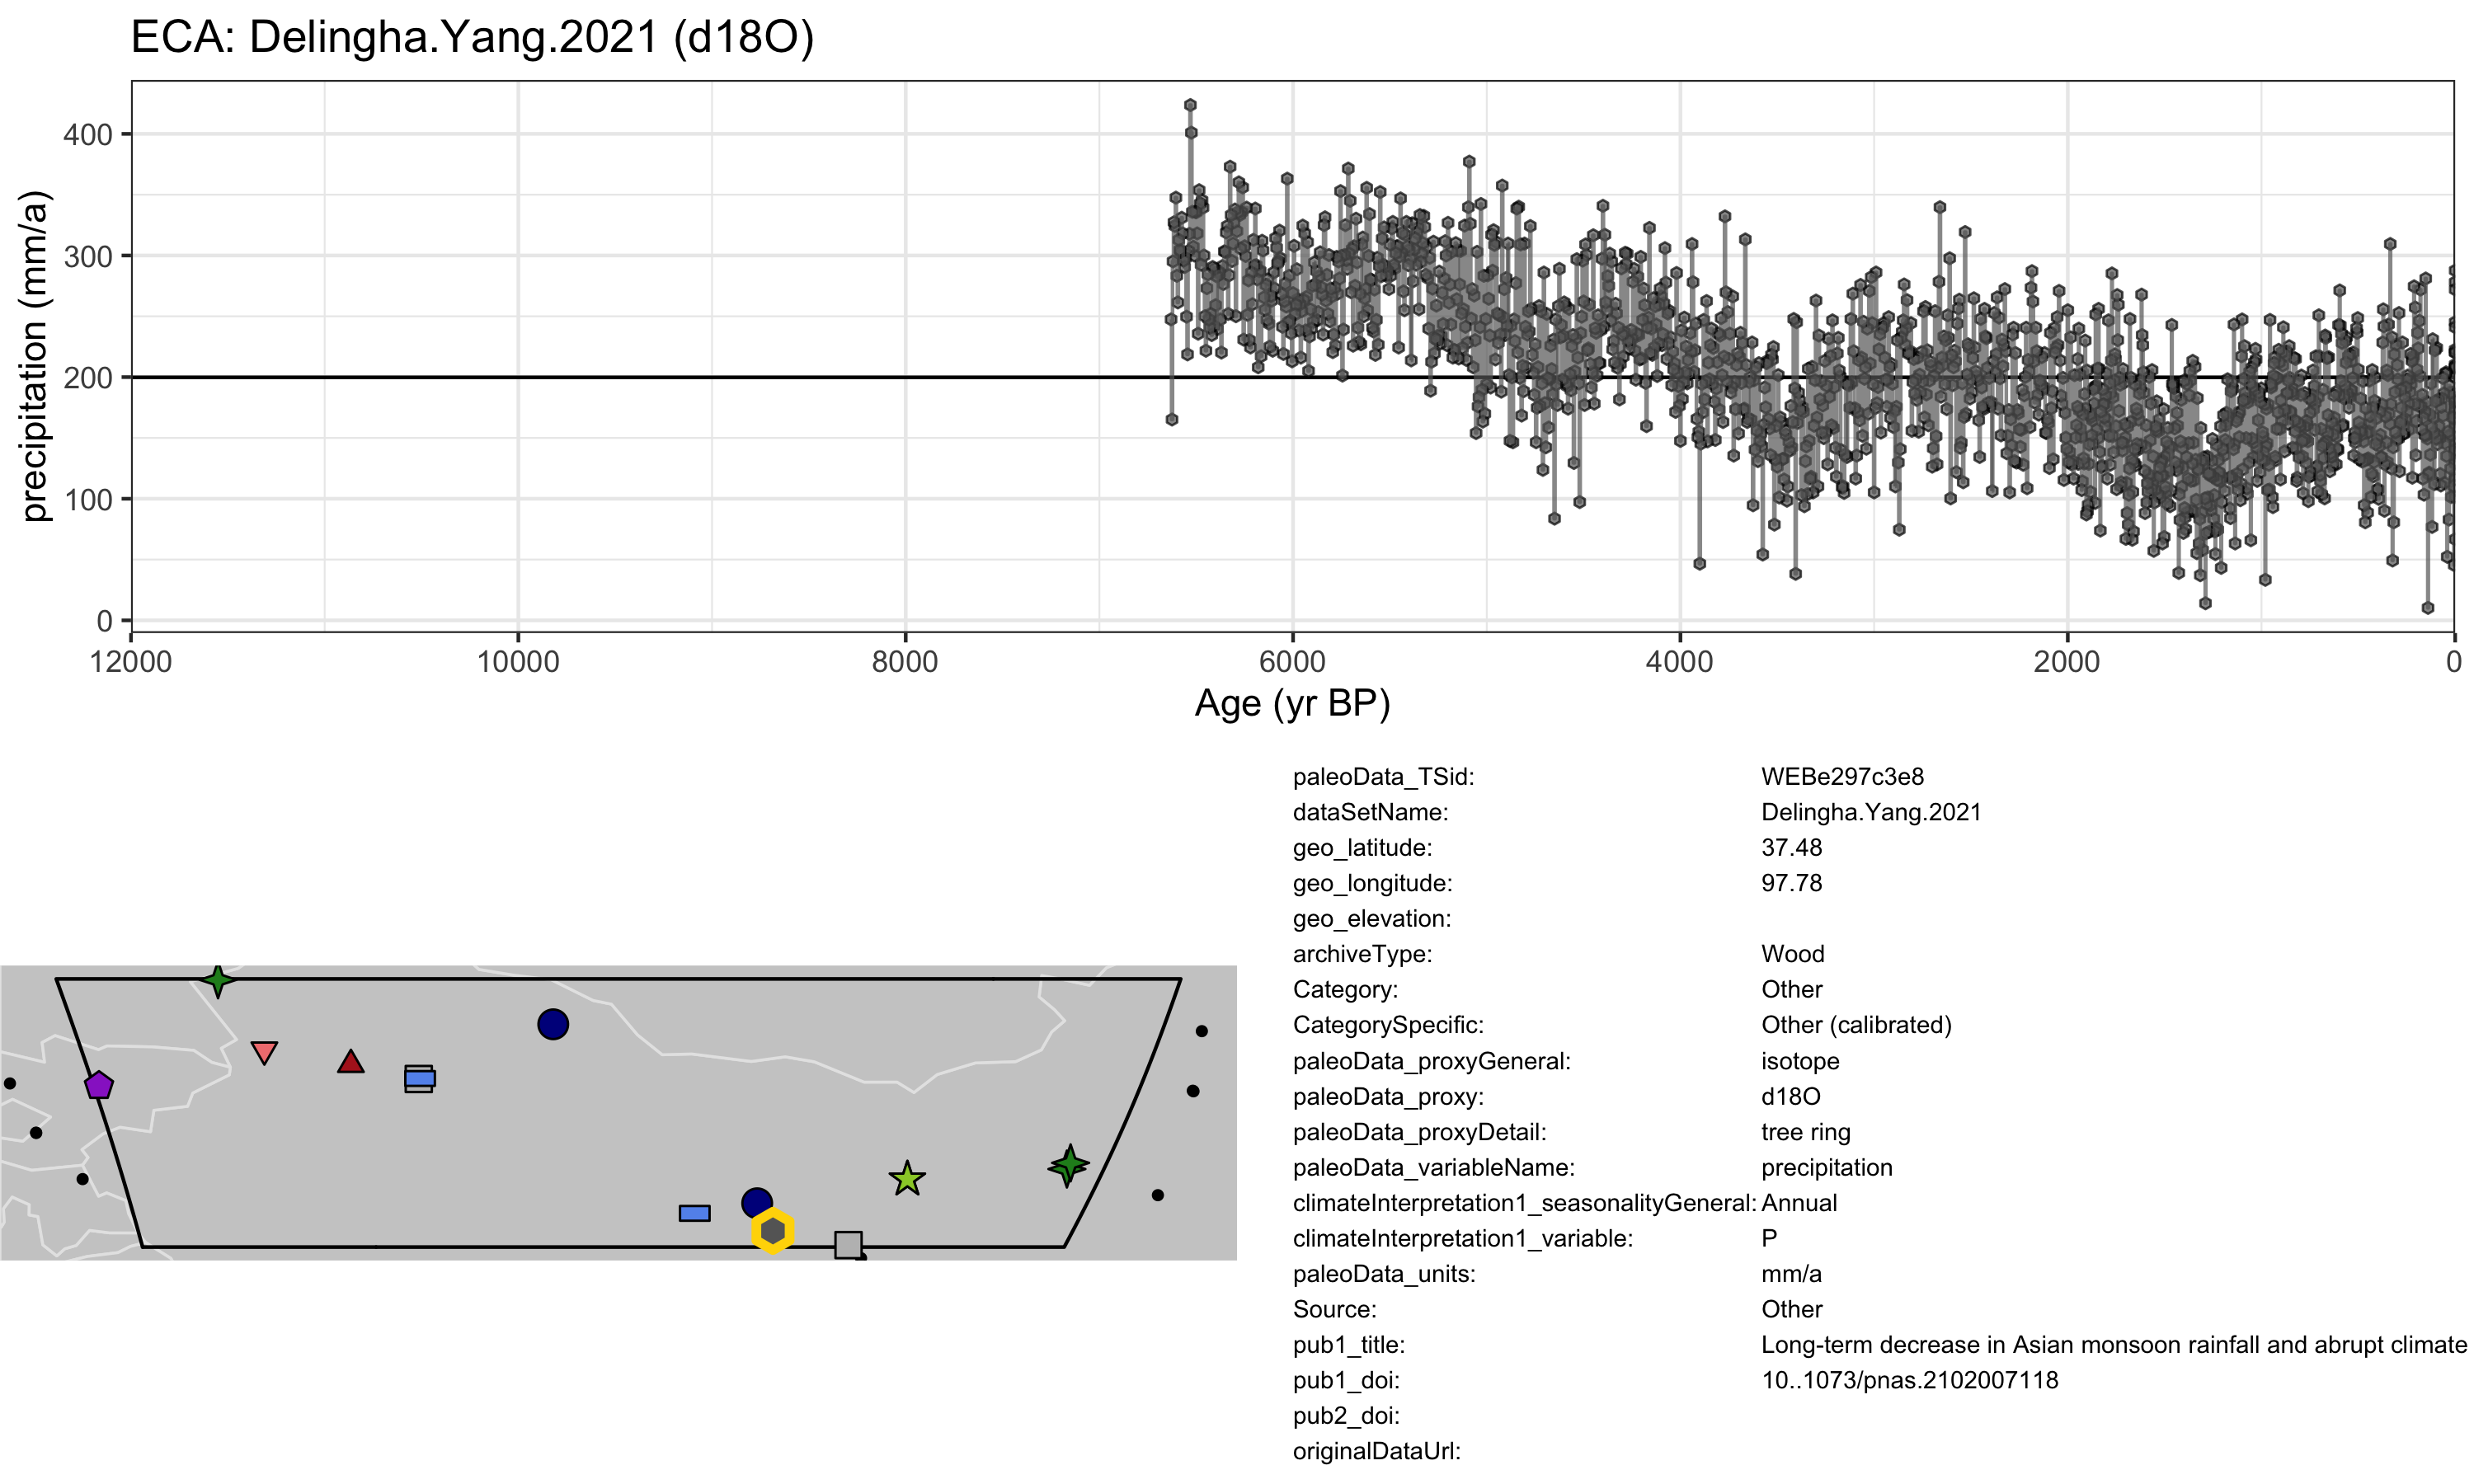 ECA: Delingha.Yang.2021 (d18O)
precipitation (mm/a)
400
300
200
100
0
12000 10000 8000 6000 4000 2000 0
Age (yr BP)
paleoData_TSid: WEBe297c3e8
dataSetName: Delingha.Yang.2021
geo_latitude: 37.48
geo_longitude: 97.78
geo_elevation:
archiveType: Wood
Category: Other
CategorySpecific: Other (calibrated)
paleoData_proxyGeneral: isotope
paleoData_proxy: d18O
paleoData_proxyDetail: tree ring
paleoData_variableName: precipitation
climateInterpretation1_seasonalityGeneral: Annual
climateInterpretation1_variable: P
paleoData_units: mm/a
Source: Other
pub1_title: Long-term decrease in Asian monsoon rainfall and abrupt climate
pub1_doi: 10..1073/pnas.2102007118
pub2_doi:
originalDataUrl: